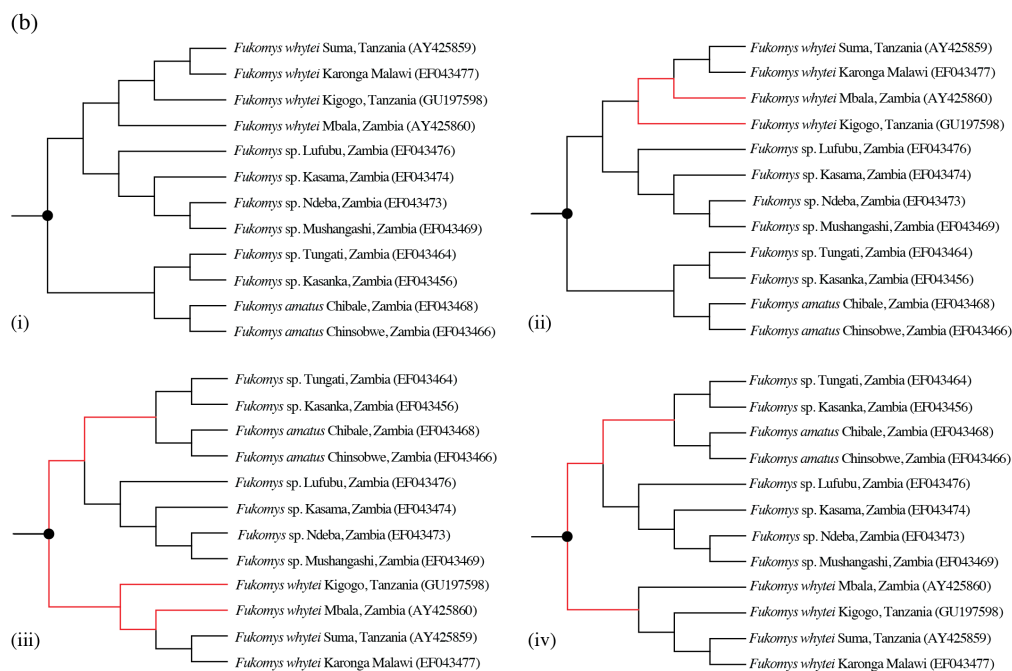 (b)
Fukomys whytei Suma, Tanzania (AY425859)
Fukomys whytei Karonga Malawi (EF043477)
Fukomys whytei Kigogo, Tanzania (GU197598)
Fukomys whytei Mbala, Zambia (AY425860)
Fukomys sp. Lufubu, Zambia (EF043476)
Fukomys sp. Kasama, Zambia (EF043474)
Fukomys sp. Ndeba, Zambia (EF043473)
Fukomys sp. Mushangashi, Zambia (EF043469)
Fukomys sp. Tungati, Zambia (EF043464)
Fukomys sp. Kasanka, Zambia (EF043456)
Fukomys amatus Chibale, Zambia (EF043468)
Fukomys amatus Chinsobwe, Zambia (EF043466)
(i)
Fukomys whytei Suma, Tanzania (AY425859)
Fukomys whytei Karonga Malawi (EF043477)
Fukomys whytei Mbala, Zambia (AY425860)
Fukomys whytei Kigogo, Tanzania (GU197598)
Fukomys sp. Lufubu, Zambia (EF043476)
Fukomys sp. Kasama, Zambia (EF043474)
Fukomys sp. Ndeba, Zambia (EF043473)
Fukomys sp. Mushangashi, Zambia (EF043469)
Fukomys sp. Tungati, Zambia (EF043464)
Fukomys sp. Kasanka, Zambia (EF043456)
Fukomys amatus Chibale, Zambia (EF043468)
Fukomys amatus Chinsobwe, Zambia (EF043466)
(ii)
Fukomys sp. Tungati, Zambia (EF043464)
Fukomys sp. Kasanka, Zambia (EF043456)
Fukomys amatus Chibale, Zambia (EF043468)
Fukomys amatus Chinsobwe, Zambia (EF043466)
Fukomys sp. Lufubu, Zambia (EF043476)
Fukomys sp. Kasama, Zambia (EF043474)
Fukomys sp. Ndeba, Zambia (EF043473)
Fukomys sp. Mushangashi, Zambia (EF043469)
Fukomys whytei Kigogo, Tanzania (GU197598)
Fukomys whytei Mbala, Zambia (AY425860)
Fukomys whytei Suma, Tanzania (AY425859)
Fukomys whytei Karonga Malawi (EF043477)
(iii)
Fukomys sp. Tungati, Zambia (EF043464)
Fukomys sp. Kasanka, Zambia (EF043456)
Fukomys amatus Chibale, Zambia (EF043468)
Fukomys amatus Chinsobwe, Zambia (EF043466)
Fukomys sp. Lufubu, Zambia (EF043476)
Fukomys sp. Kasama, Zambia (EF043474)
Fukomys sp. Ndeba, Zambia (EF043473)
Fukomys sp. Mushangashi, Zambia (EF043469)
Fukomys whytei Mbala, Zambia (AY425860)
Fukomys whytei Kigogo, Tanzania (GU197598)
Fukomys whytei Suma, Tanzania (AY425859)
Fukomys whytei Karonga Malawi (EF043477)
(iv)